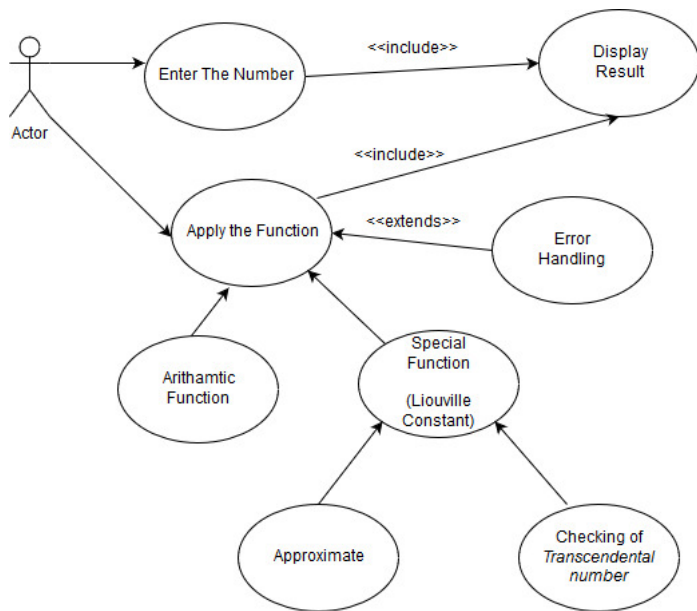 <<include>>
Display
Result
Enter The Number
Actor
<<include>>
Apply the Function
<<extends>>
Error
Handling
Special
Function
(Liouville
Constant)
Arithamtic
Function
Approximate
Checking of
Transcendental
number